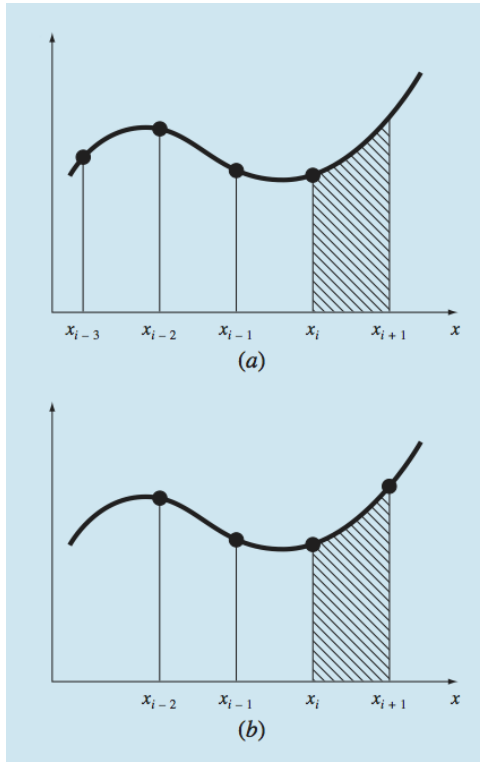 x_{i – 3} x_{i – 2} x_{i – 1} x_i x_{i + 1} x
(a)
x_{i – 2} x_{i – 1} x_i x_{i + 1} x
(b)